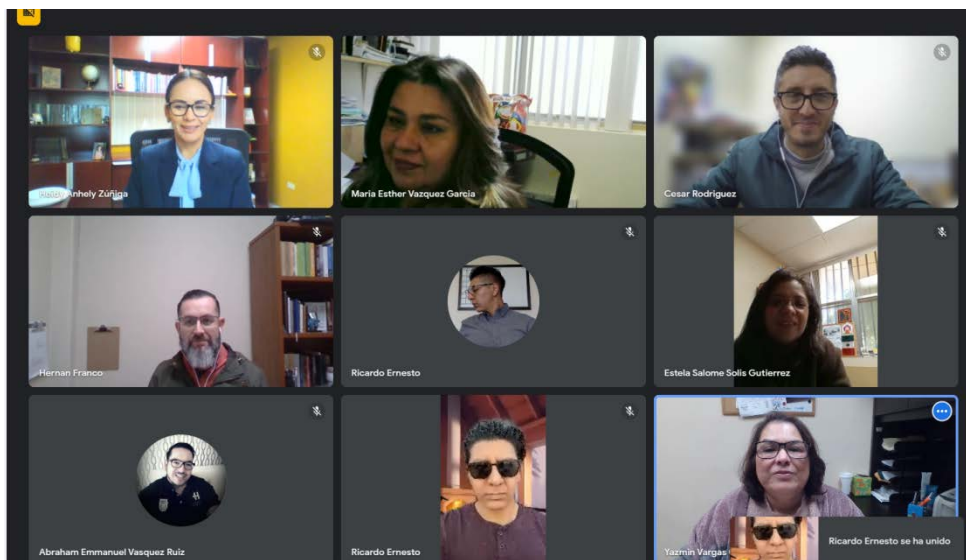 Anhely Zúñiga
Maria Esther Vazquez Garcia
Cesar Rodriguez
Hernan Franco
Ricardo Ernesto
Estela Salome Solis Gutierrez
Abraham Emmanuel Vasquez Ruiz
Ricardo Ernesto
Yazmin Vargas
Ricardo Ernesto se ha unido